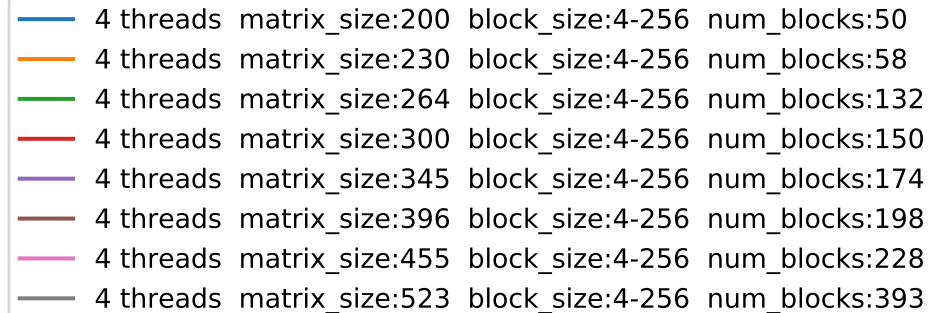 4 threads matrix_size:200 block_size:4-256 num_blocks:50
4 threads matrix_size:230 block_size:4-256 num_blocks:58
4 threads matrix_size:264 block_size:4-256 num_blocks:132
4 threads matrix_size:300 block_size:4-256 num_blocks:150
4 threads matrix_size:345 block_size:4-256 num_blocks:174
4 threads matrix_size:396 block_size:4-256 num_blocks:198
4 threads matrix_size:455 block_size:4-256 num_blocks:228
4 threads matrix_size:523 block_size:4-256 num_blocks:393